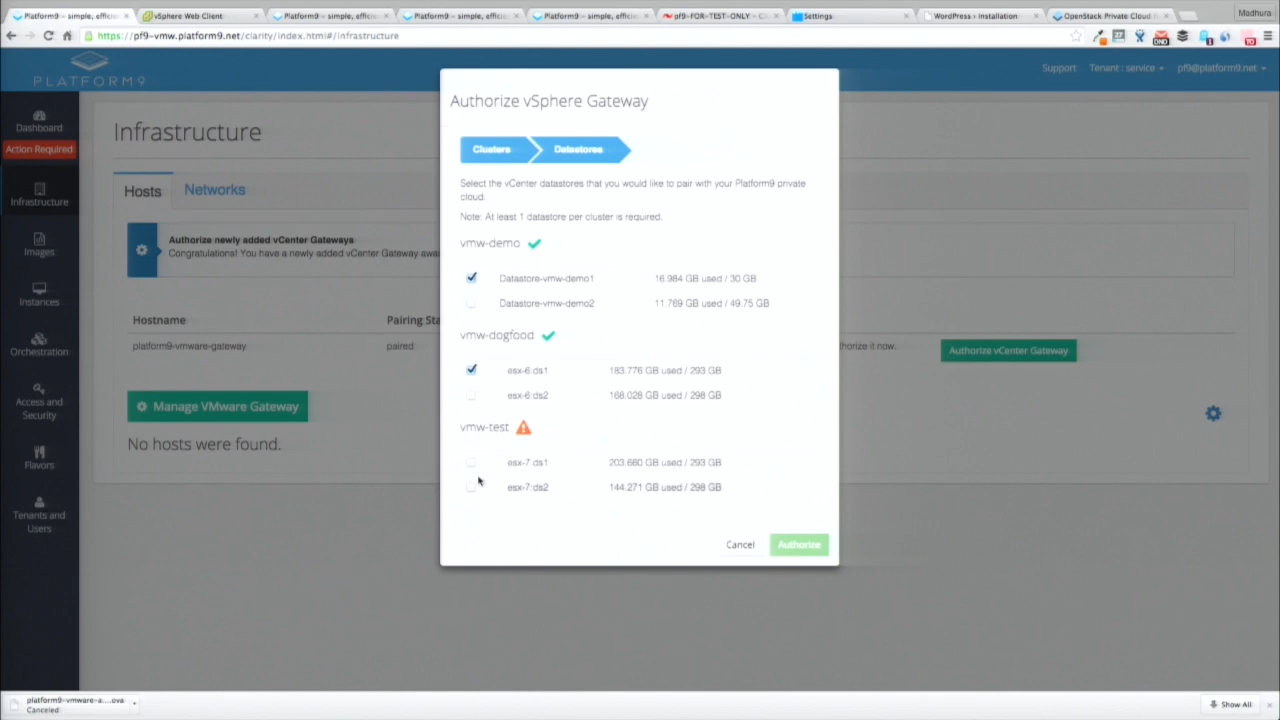 Platform9 - simple, efficie
vSphere Web Client
Platform9 - simple, efficie
Platform9 - simple, efficie
Platform9 - simple, efficie
pf9-FOR-TEST-ONLY
Settings
WordPress › Installation
OpenStack Private Cloud fo
Madhura
https://pf9-vmw.platform9.net/clarity/index.html#/infrastructure
PLATFORM9
Support
Tenant : service
pf9@platform9.net
Dashboard
Action Required
Infrastructure
Images
Instances
Orchestration
Access and
Security
Flavors
Tenants and
Users
Infrastructure
Hosts
Networks
Authorize newly added vCenter Gateways
Congratulations! You have a newly added vCenter Gateway awa
Hostname
Pairing Sta
platform9-vmware-gateway
paired
thorize it now.
Authorize vCenter Gateway
Manage VMware Gateway
No hosts were found.
Authorize vSphere Gateway
Clusters
Datastores
Select the vCenter datastores that you would like to pair with your Platform9 private
cloud.
Note: At least 1 datastore per cluster is required.
vmw-demo
Datastore-vmw-demo1 16.984 GB used / 30 GB
Datastore-vmw-demo2 11.769 GB used / 49.75 GB
vmw-dogfood
esx-6:ds1 183.776 GB used / 293 GB
esx-6:ds2 168.028 GB used / 298 GB
vmw-test
esx-7:ds1 203.660 GB used / 293 GB
esx-7:ds2 144.271 GB used / 298 GB
Cancel
Authorize
platform9-vmware-a....ova
Canceled
Show All